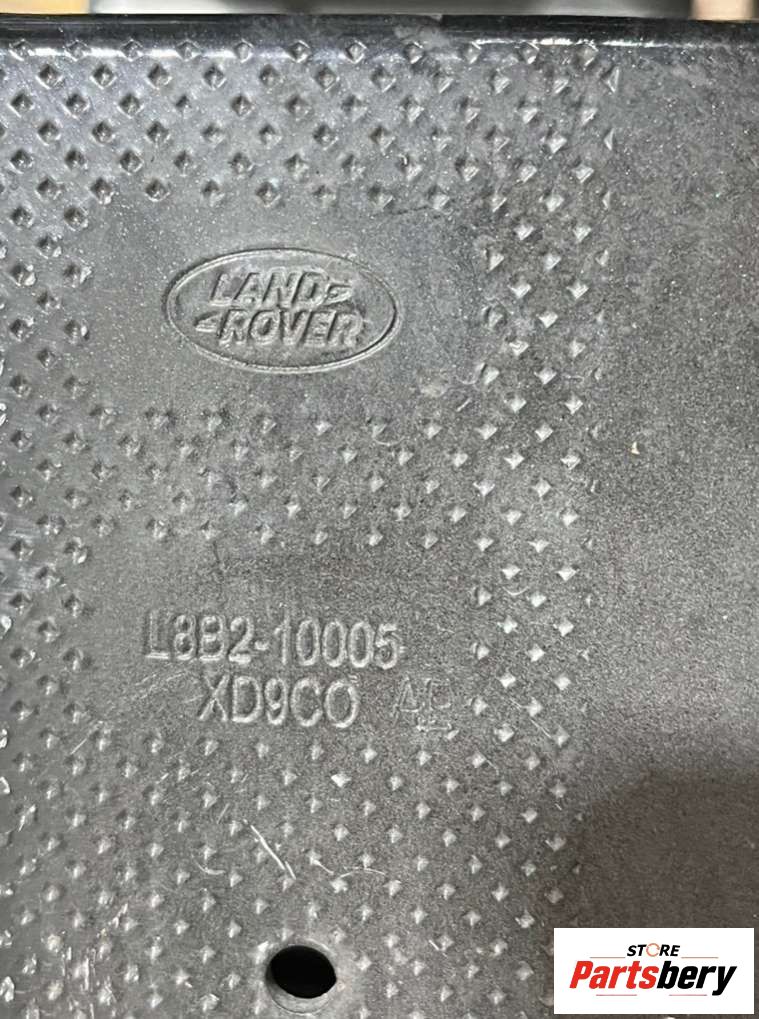 LAND
ROVER
L8B2-10005
XD9CO
STORE
Partsbery